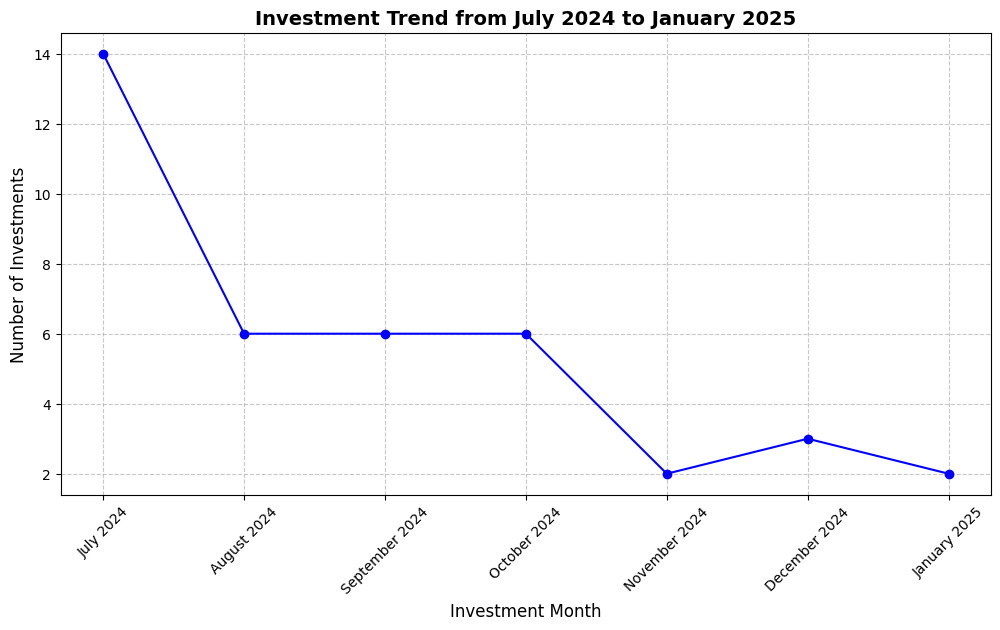 Investment Trend from July 2024 to January 2025
Number of Investments
14
12
10
8
6
4
2
July 2024
August 2024
September 2024
October 2024
November 2024
December 2024
January 2025
Investment Month